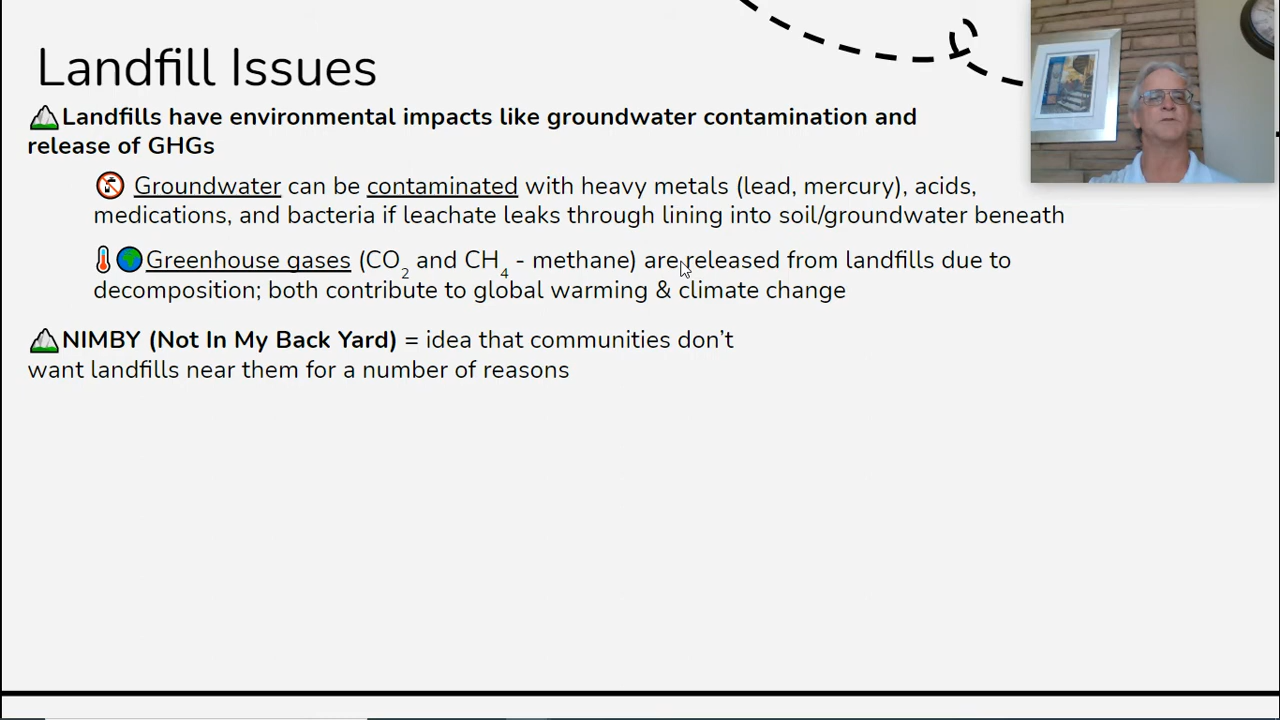 Landfill Issues
Landfills have environmental impacts like groundwater contamination and
release of GHGs
Groundwater can be contaminated with heavy metals (lead, mercury), acids,
medications, and bacteria if leachate leaks through lining into soil/groundwater beneath
Greenhouse gases (CO2 and CH4 - methane) are released from landfills due to
decomposition; both contribute to global warming & climate change
NIMBY (Not In My Back Yard) = idea that communities don’t
want landfills near them for a number of reasons